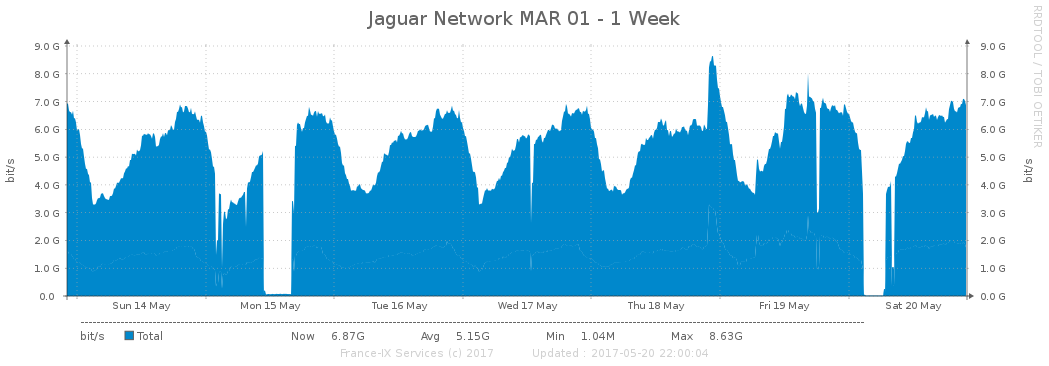 Jaguar Network MAR 01 - 1 Week
RRDTOOL / TOBI OETIKER
9.0 G 9.0 G
8.0 G 8.0 G
7.0 G 7.0 G
6.0 G 6.0 G
5.0 G 5.0 G
4.0 G 4.0 G
3.0 G 3.0 G
2.0 G 2.0 G
1.0 G 1.0 G
0.0 0.0 G
bit/s
bit/s
Sun 14 May Mon 15 May Tue 16 May Wed 17 May Thu 18 May Fri 19 May Sat 20 May
bit/s Total Now 6.87G Avg 5.15G Min 1.04M Max 8.63G
France-IX Services (c) 2017 Updated : 2017-05-20 22:00:04